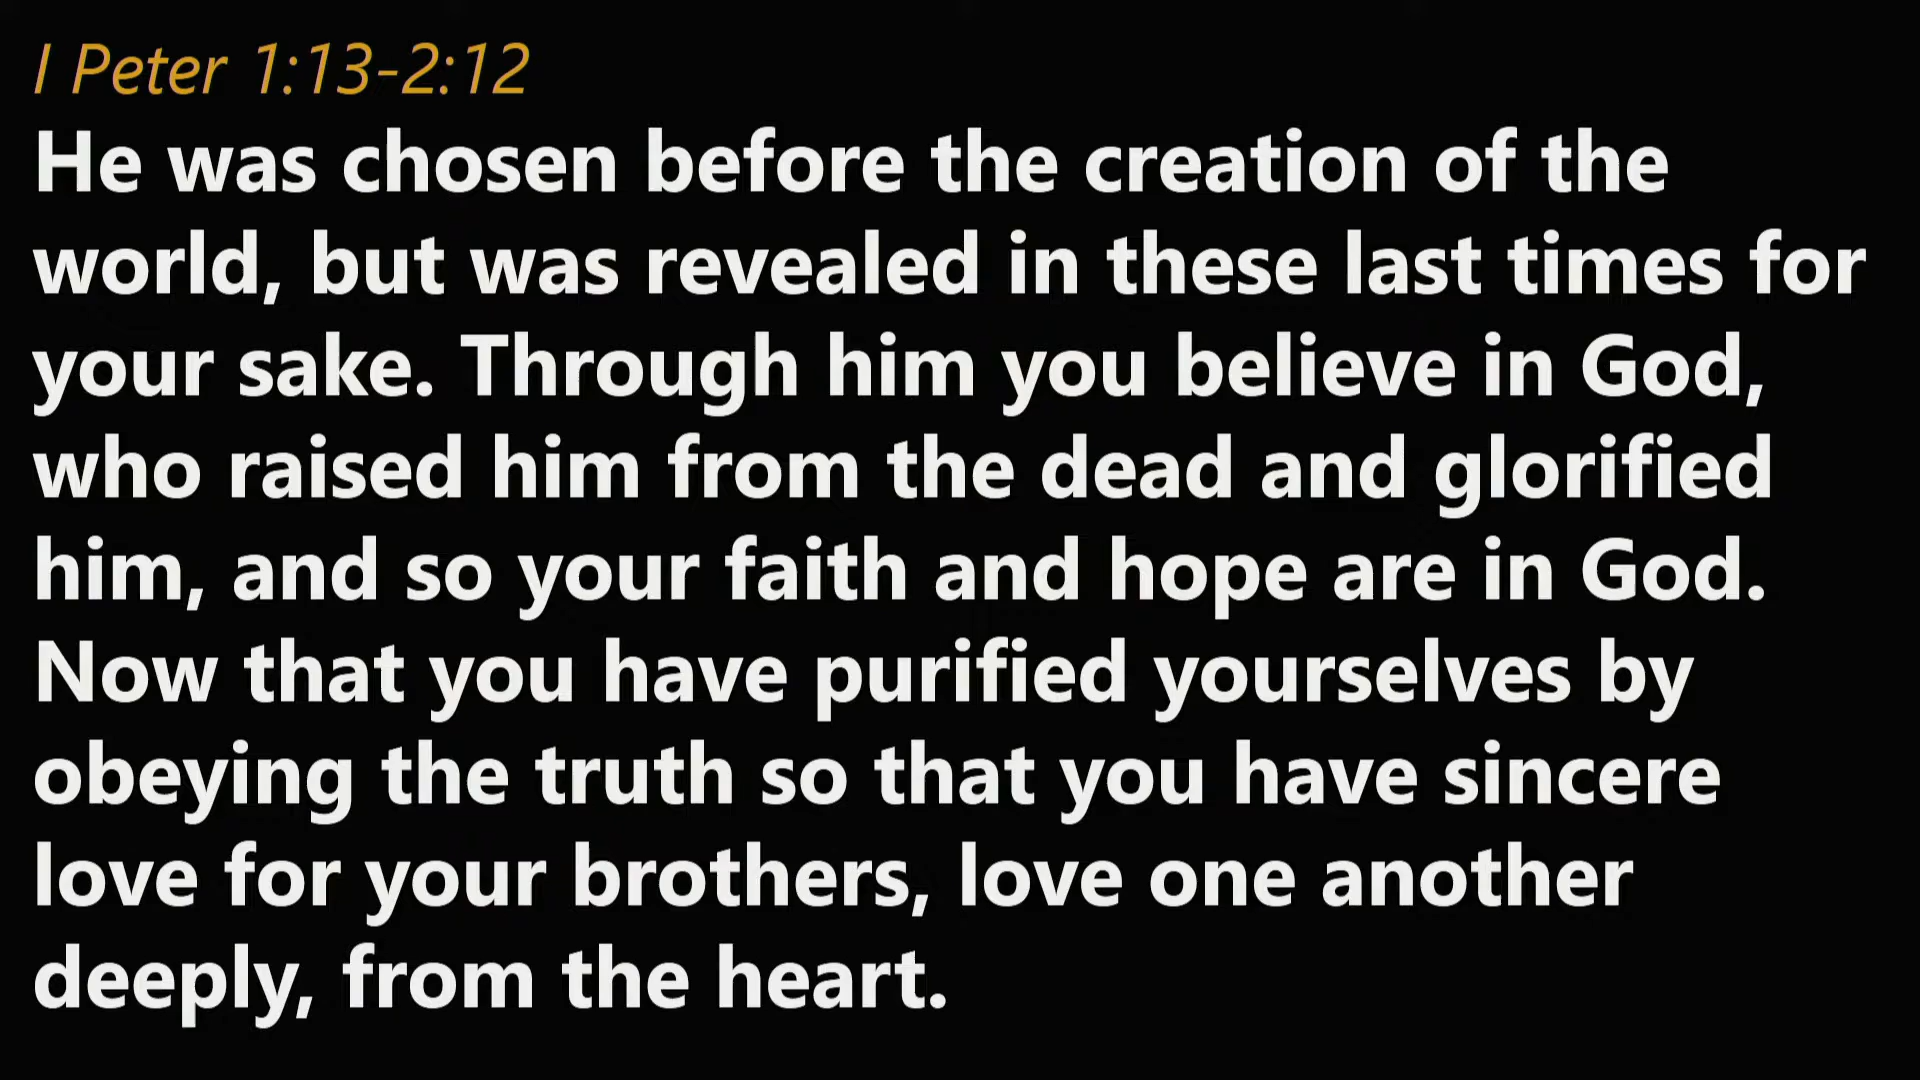 I Peter 1:13-2:12
He was chosen before the creation of the
world, but was revealed in these last times for
your sake. Through him you believe in God,
who raised him from the dead and glorified
him, and so your faith and hope are in God.
Now that you have purified yourselves by
obeying the truth so that you have sincere
love for your brothers, love one another
deeply, from the heart.